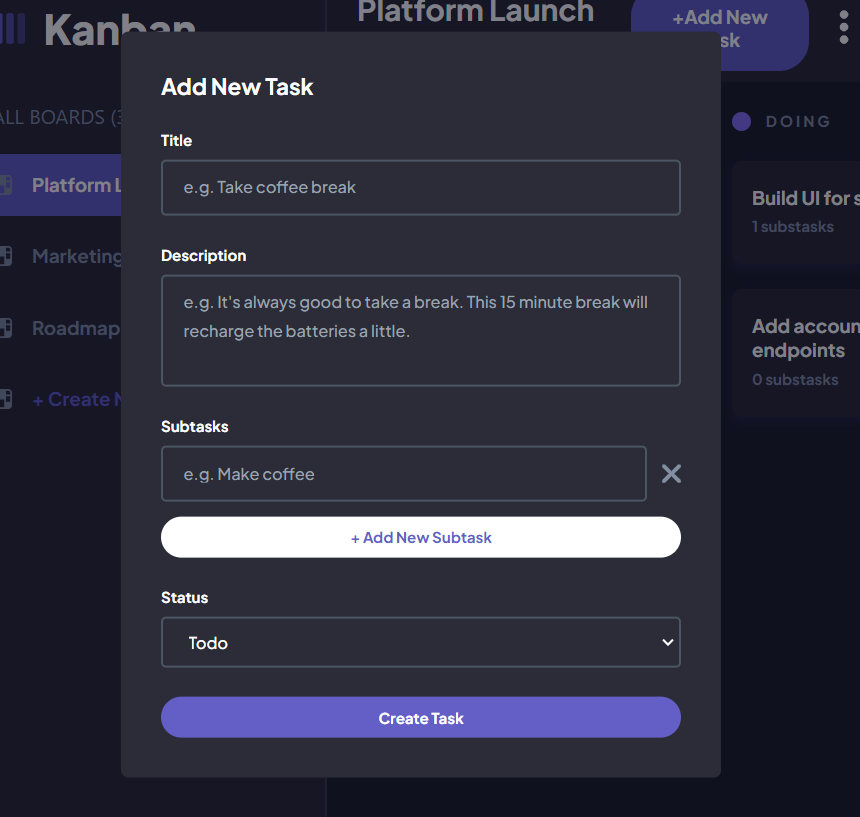 Kanban
Platform Launch
+Add New
sk
ALL BOARDS (3
Platform L
Marketing
Roadmap
+ Create N
Add New Task
Title
e.g. Take coffee break
Description
e.g. It's always good to take a break. This 15 minute break will
recharge the batteries a little.
Subtasks
e.g. Make coffee
+ Add New Subtask
Status
Todo
Create Task
DOING
Build UI for s
1 substasks
Add accoun
endpoints
0 substasks